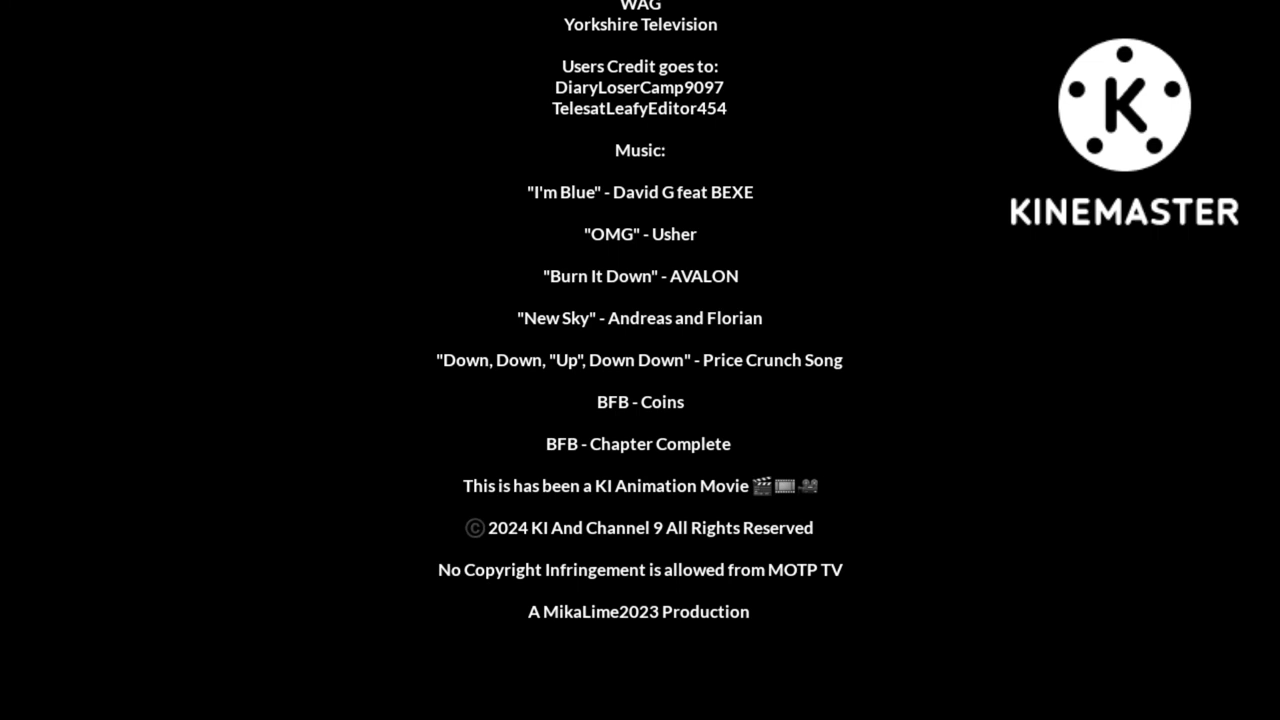 WAG
Yorkshire Television
Users Credit goes to:
DiaryLoserCamp9097
TelesatLeafyEditor454
Music:
"I'm Blue" - David G feat BEXE
"OMG" - Usher
"Burn It Down" - AVALON
"New Sky" - Andreas and Florian
"Down, Down, "Up", Down Down" - Price Crunch Song
BFB - Coins
BFB - Chapter Complete
This is has been a KI Animation Movie 🎬🎞️🎥
© 2024 KI And Channel 9 All Rights Reserved
No Copyright Infringement is allowed from MOTP TV
A MikaLime2023 Production
K
KINEMASTER